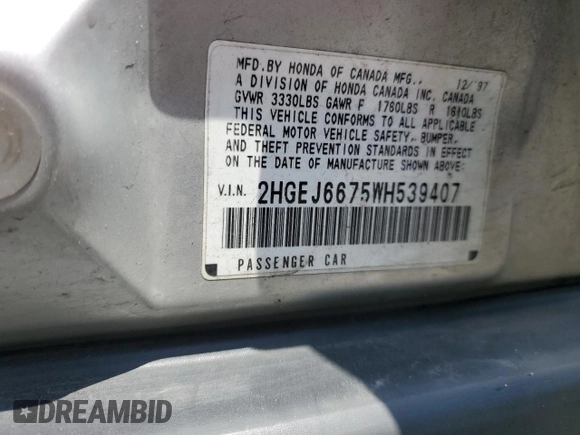 MFD. BY HONDA OF CANADA MFG., 12/'97
A DIVISION OF HONDA CANADA INC. CANADA
GVWR 3330LBS GAWR F 1760LBS R 1610LBS
THIS VEHICLE CONFORMS TO ALL APPLICABLE
FEDERAL MOTOR VEHICLE SAFETY, BUMPER,
AND THEFT PREVENTION STANDARDS IN EFFECT
ON THE DATE OF MANUFACTURE SHOWN ABOVE.
V.I.N. 2HGEJ6675WH539407
PASSENGER CAR
DREAMBID